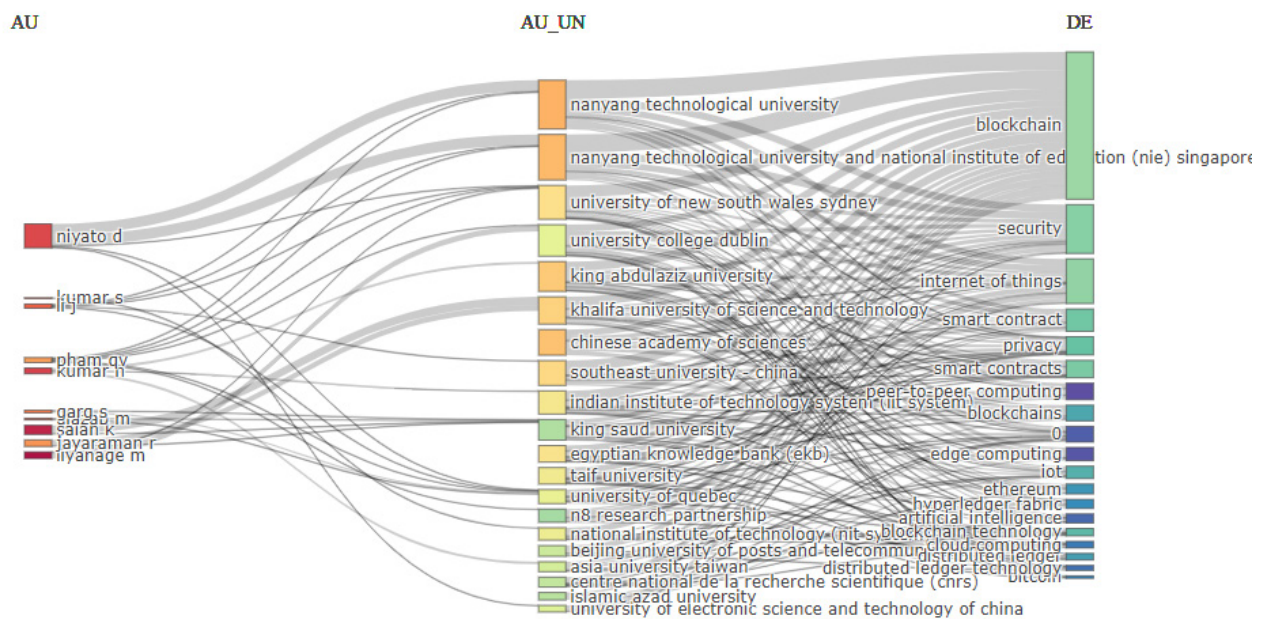 AU
AU_UN
DE
niyato d
kumar s
li j
pham qv
kumar n
garg s
salah k
jayaraman r
liyanage m
nanyang technological university
nanyang technological university and national institute of education (nie) singapore
university of new south wales sydney
university college dublin
king abdulaziz university
khalifa university of science and technology
chinese academy of sciences
southeast university - china
indian institute of technology system (iit system)
king saud university
egyptian knowledge bank (ekb)
taif university
university of quebec
n8 research partnership
national institute of technology (nit sy
beijing university of posts and telecommun
asia university taiwan
centre national de la recherche scientifique (cnrs)
islamic azad university
university of electronic science and technology of china
blockchain
security
internet of things
smart contract
privacy
smart contracts
peer-to-peer computing
blockchains
0
edge computing
iot
ethereum
hyperledger fabric
artificial intelligence
blockchain technology
cloud computing
distributed ledger
distributed ledger technology
bitcoin